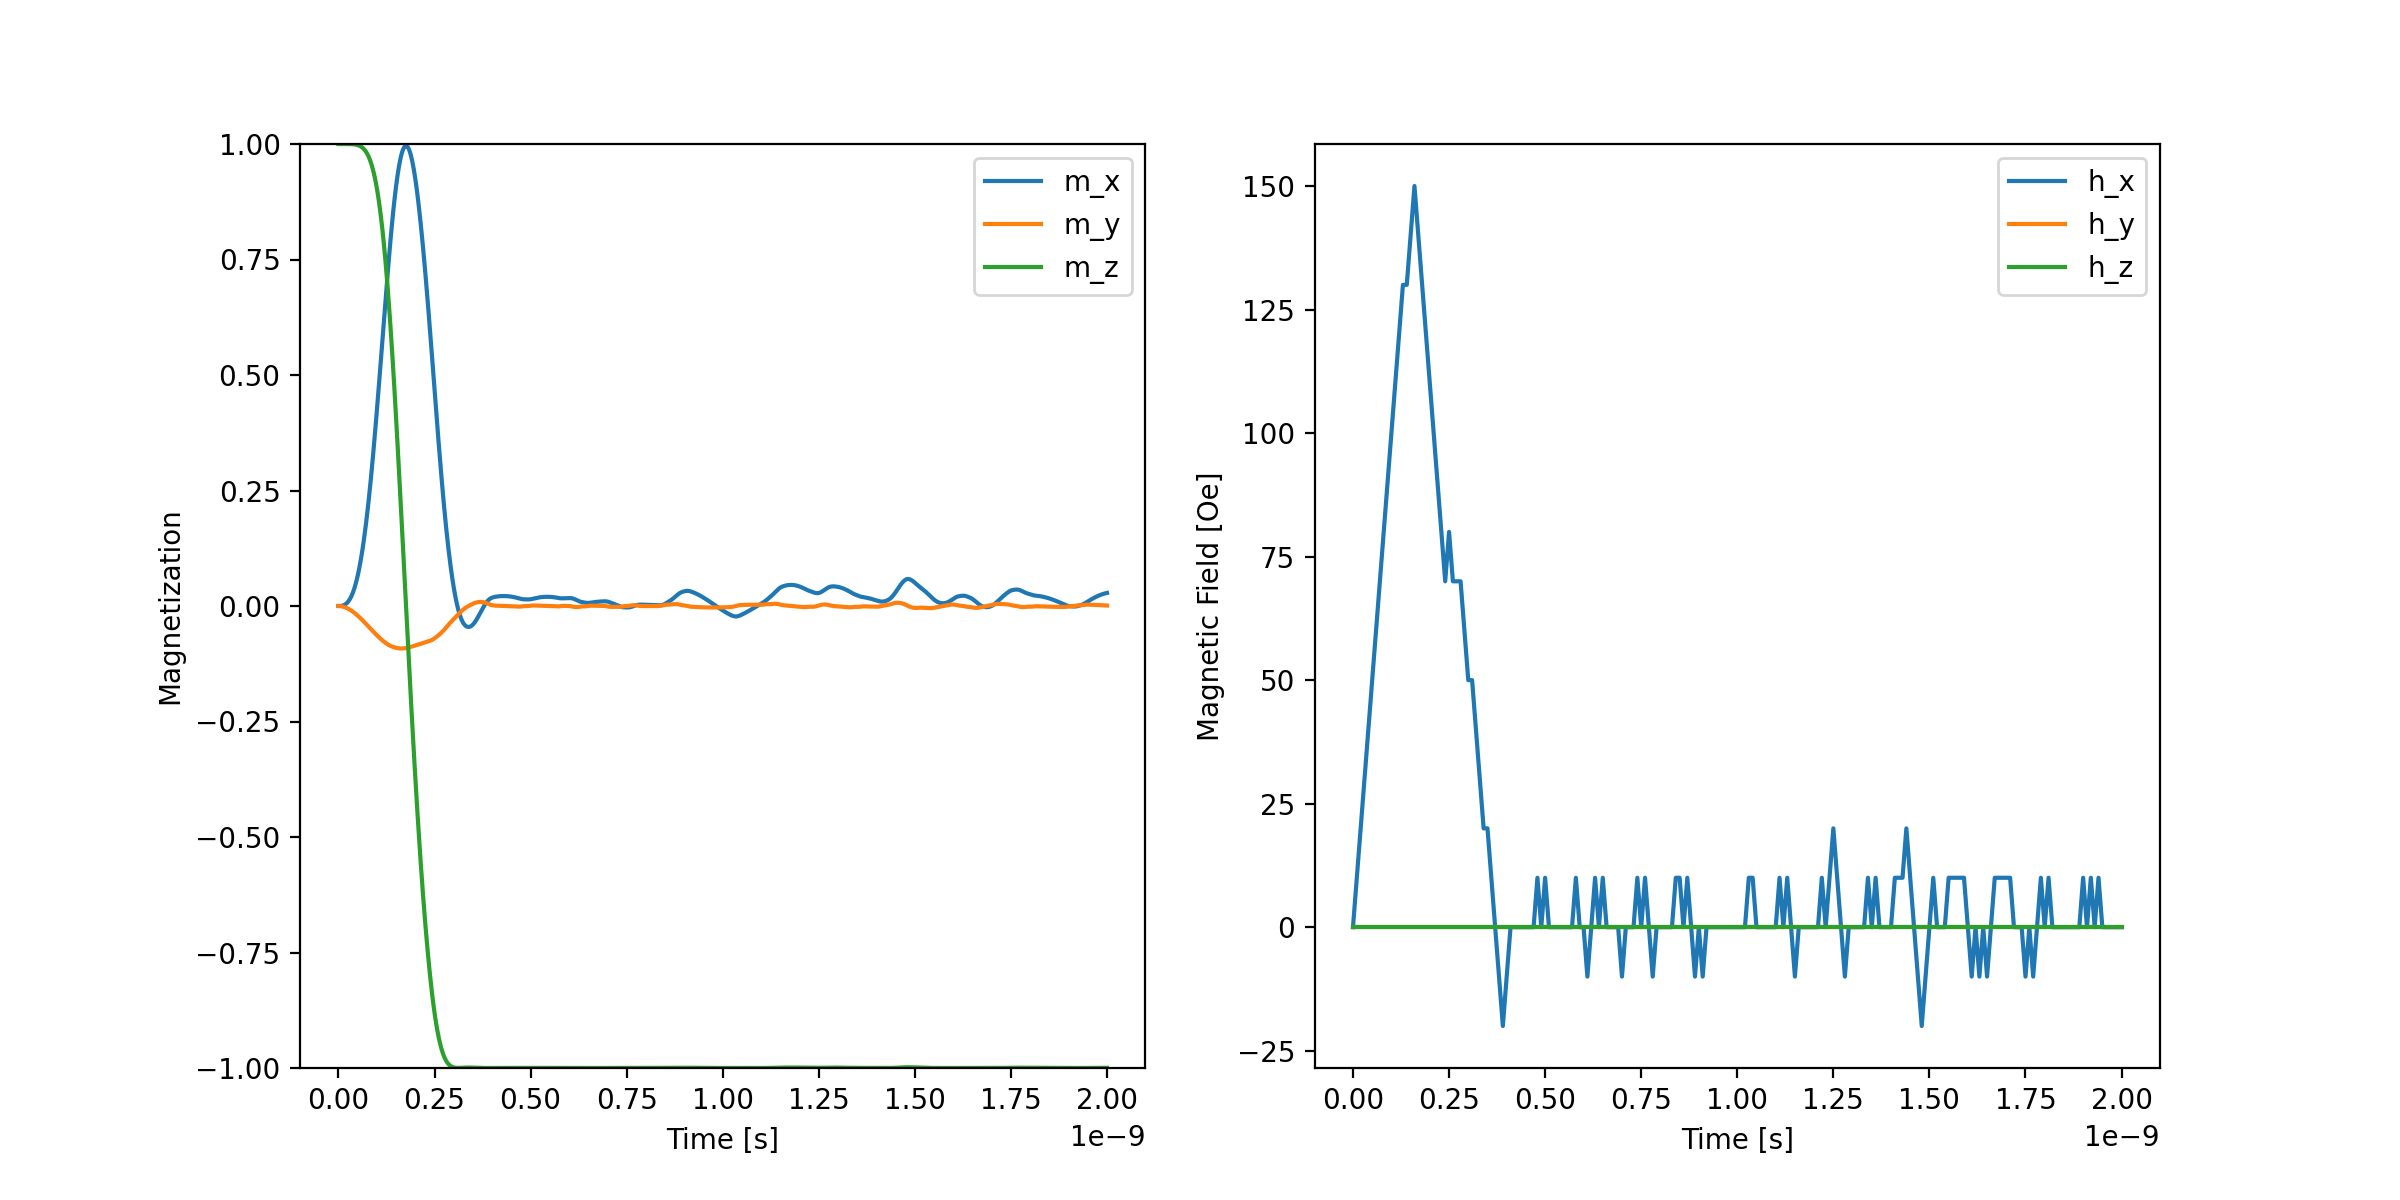 Magnetization
1.00
0.75
0.50
0.25
0.00
−0.25
−0.50
−0.75
−1.00
0.00 0.25 0.50 0.75 1.00 1.25 1.50 1.75 2.00
Time [s]
1e−9
m_x
m_y
m_z
Magnetic Field [Oe]
150
125
100
75
50
25
0
−25
0.00 0.25 0.50 0.75 1.00 1.25 1.50 1.75 2.00
Time [s]
1e−9
h_x
h_y
h_z